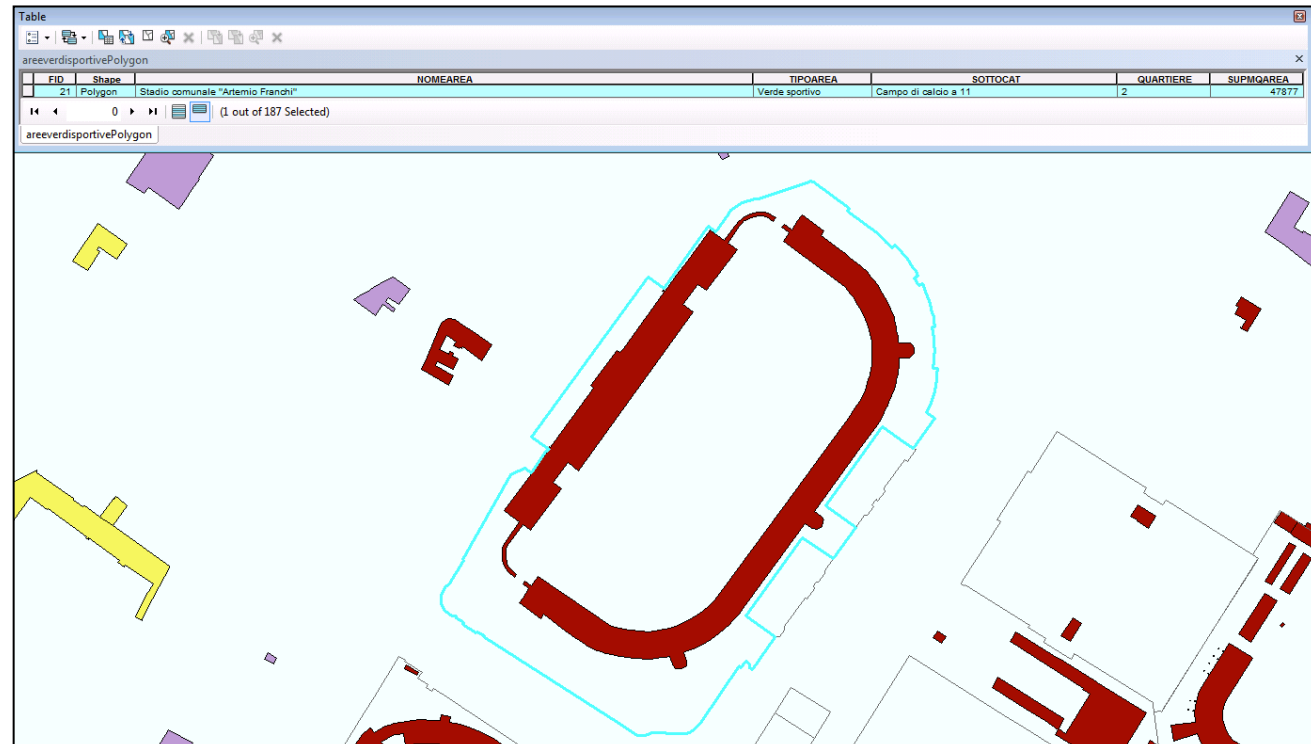 Table
areeverdisportivePolygon
FID Shape NOMEAREA TIPOAREA SOTTOCAT QUARTIERE SUPMQAREA
21 Polygon Stadio comunale "Artemio Franchi" Verde sportivo Campo di calcio a 11 2 47877
0 (1 out of 187 Selected)
areeverdisportivePolygon